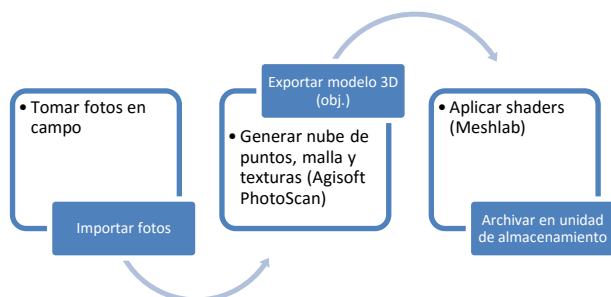 • Tomar fotos en
campo
Importar fotos
Exportar modelo 3D
(obj.)
• Generar nube de
puntos, malla y
texturas (Agisoft
PhotoScan)
• Aplicar shaders
(Meshlab)
Archivar en unidad
de almacenamiento